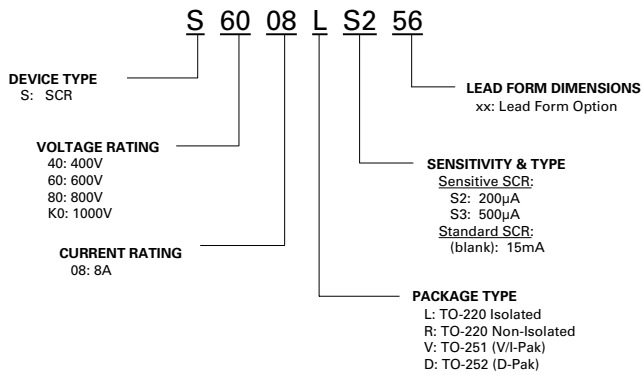 S 60 08 L S2 56
DEVICE TYPE
S: SCR
VOLTAGE RATING
40: 400V
60: 600V
80: 800V
K0: 1000V
CURRENT RATING
08: 8A
LEAD FORM DIMENSIONS
xx: Lead Form Option
SENSITIVITY & TYPE
Sensitive SCR:
S2: 200µA
S3: 500µA
Standard SCR:
(blank): 15mA
PACKAGE TYPE
L: TO-220 Isolated
R: TO-220 Non-Isolated
V: TO-251 (V/I-Pak)
D: TO-252 (D-Pak)